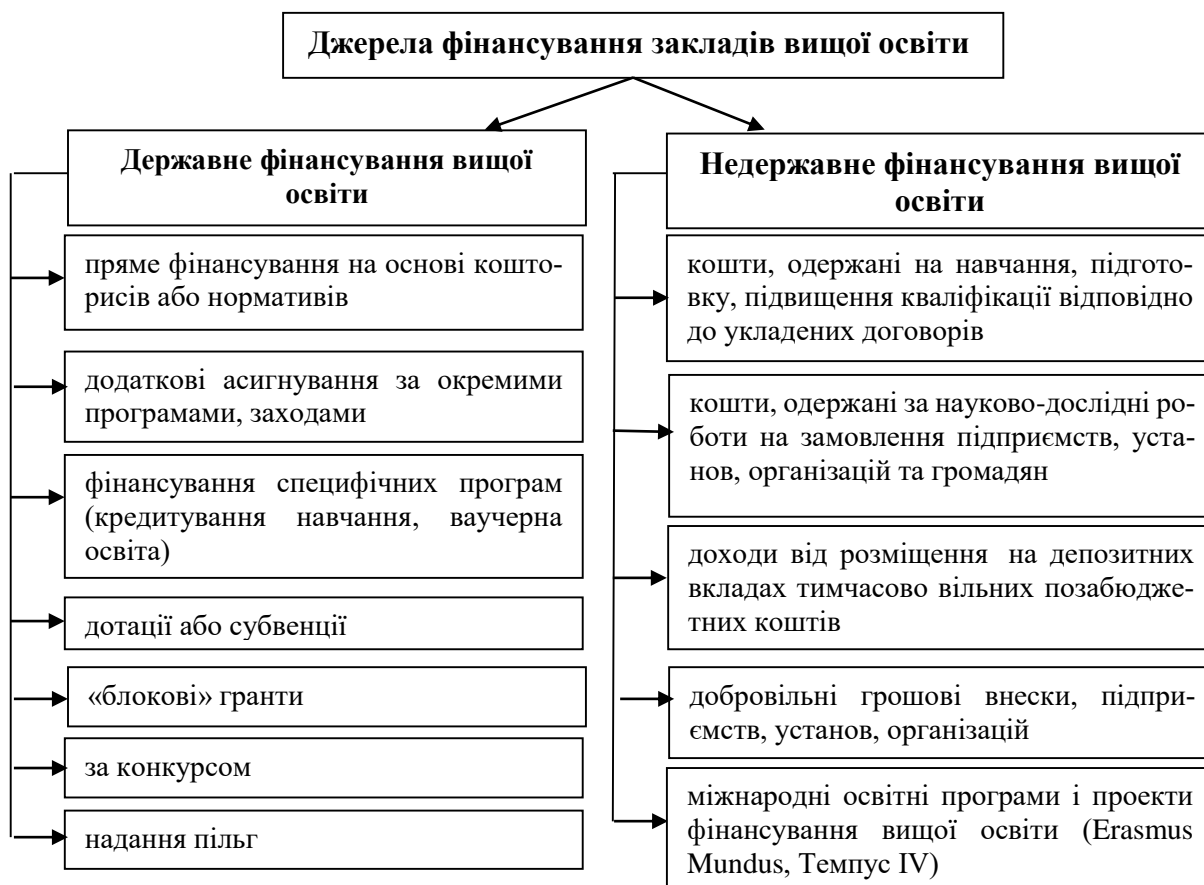 Джерела фінансування закладів вищої освіти
Державне фінансування вищої
освіти
пряме фінансування на основі кошто-
рисів або нормативів
додаткові асигнування за окремими
програмами, заходами
фінансування специфічних програм
(кредитування навчання, ваучерна
освіта)
дотації або субвенції
«блокові» гранти
за конкурсом
надання пільг
Недержавне фінансування вищої
освіти
кошти, одержані на навчання, підгото-
вку, підвищення кваліфікації відповідно
до укладених договорів
кошти, одержані за науково-дослідні ро-
боти на замовлення підприємств, уста-
нов, організацій та громадян
доходи від розміщення на депозитних
вкладах тимчасово вільних позабюдже-
тних коштів
добровільні грошові внески, підпри-
ємств, установ, організацій
міжнародні освітні програми і проекти
фінансування вищої освіти (Erasmus
Mundus, Темпус IV)